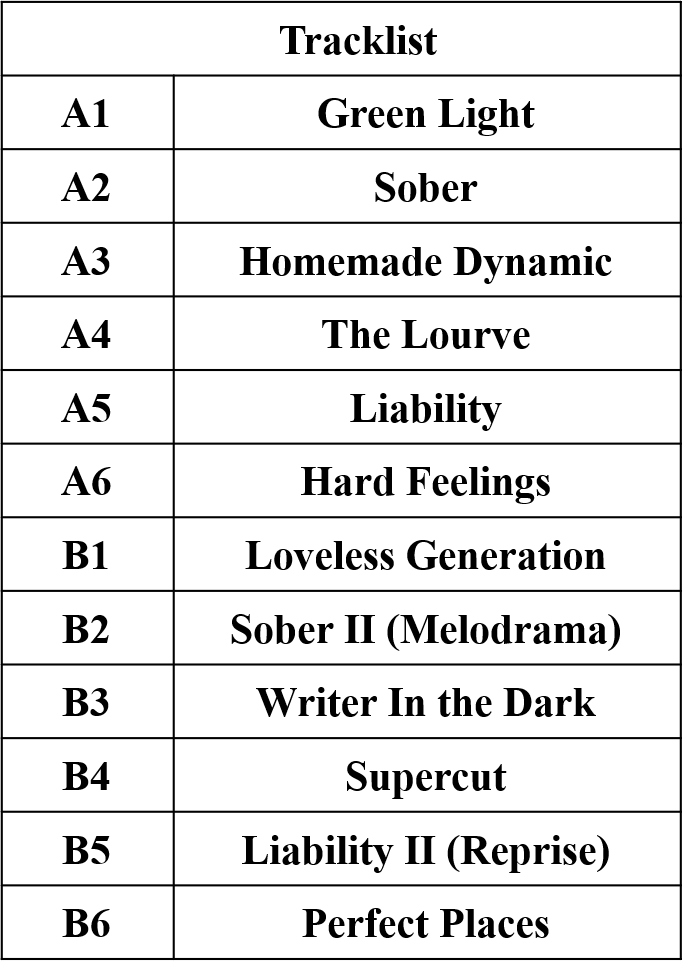 Tracklist
A1 Green Light
A2 Sober
A3 Homemade Dynamic
A4 The Lourve
A5 Liability
A6 Hard Feelings
B1 Loveless Generation
B2 Sober II (Melodrama)
B3 Writer In the Dark
B4 Supercut
B5 Liability II (Reprise)
B6 Perfect Places